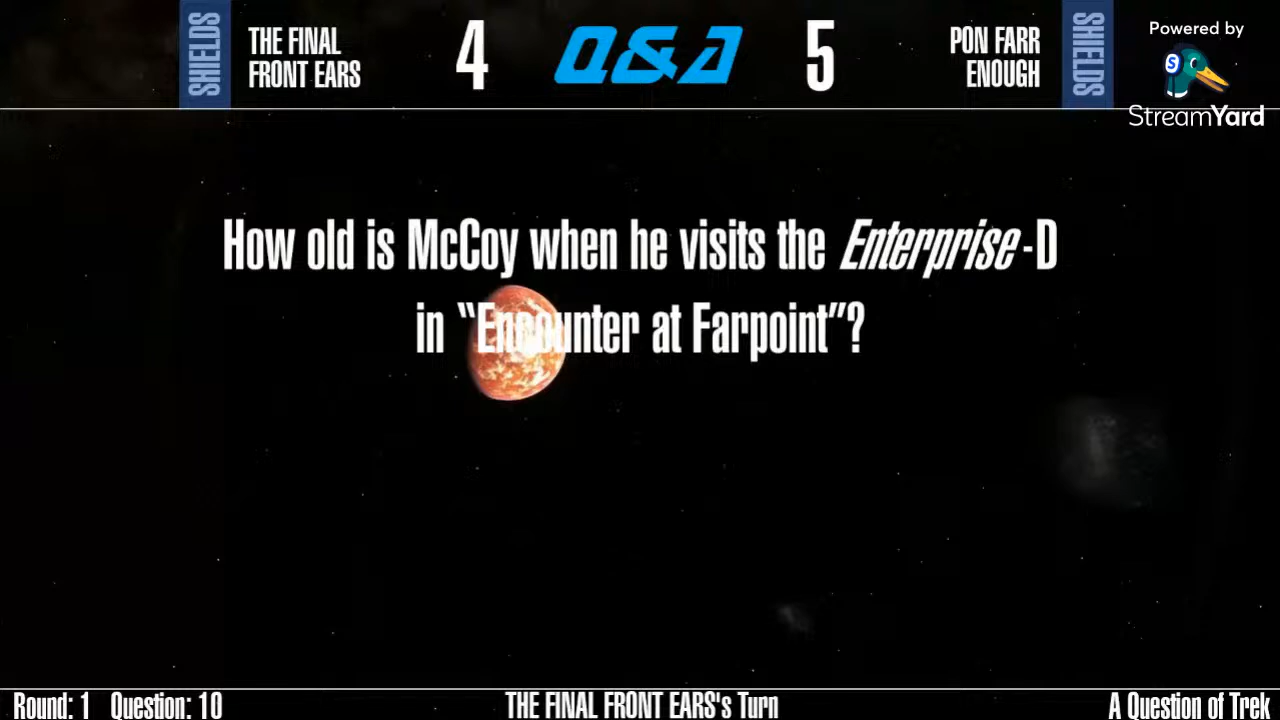 SHIELDS
THE FINAL
FRONT EARS
4
Q&A
5
PON FARR
ENOUGH
SHIELDS
Powered by
S
StreamYard
How old is McCoy when he visits the Enterprise-D
in “Encounter at Farpoint”?
Round: 1 Question: 10
THE FINAL FRONT EARS's Turn
A Question of Trek